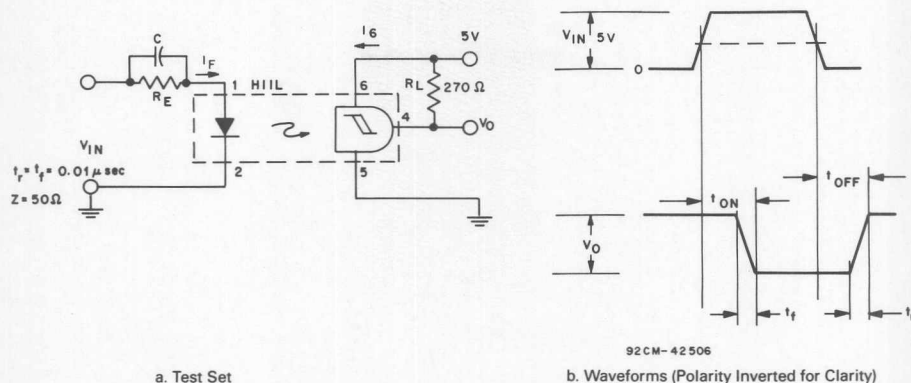 C
I_F
R_E
1
H11L
2
V_IN
t_r = t_f = 0.01 μsec
Z = 50Ω
I_6
6
5V
R_L
270 Ω
4
V_O
5
a. Test Set
V_IN
5V
0
t_ON
t_OFF
V_O
t_f
92CM-42506
b. Waveforms (Polarity Inverted for Clarity)